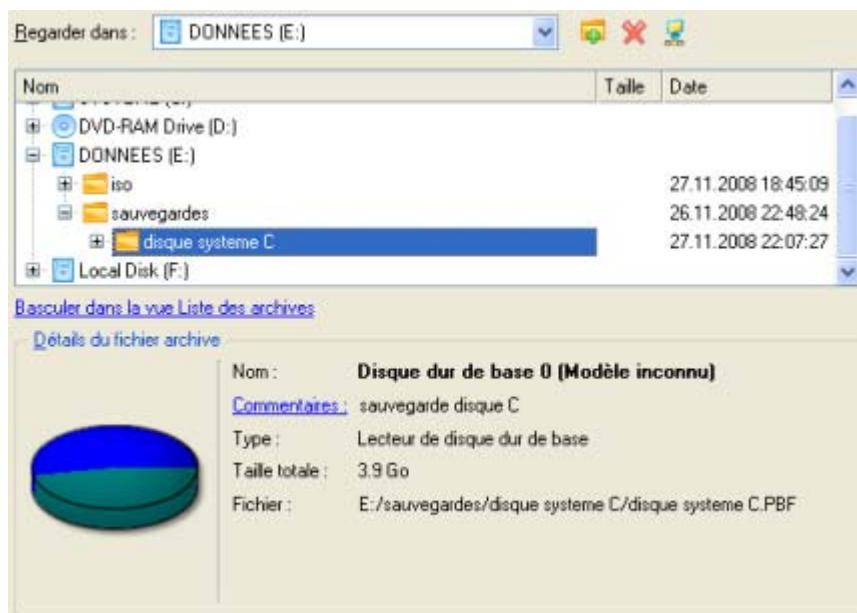 Regarder dans : DONNEES (E:)
Nom Taille Date
DVD-RAM Drive (D:)
DONNEES (E:)
iso 27.11.2008 18:45:09
sauvegardes 26.11.2008 22:48:24
disque systeme C 27.11.2008 22:07:27
Local Disk (F:)
Basculer dans la vue Liste des archives
Détails du fichier archive
Nom : Disque dur de base 0 (Modèle inconnu)
Commentaires : sauvegarde disque C
Type : Lecteur de disque dur de base
Taille totale : 3.9 Go
Fichier : E:/sauvegardes/disque systeme C/disque systeme C.PBF